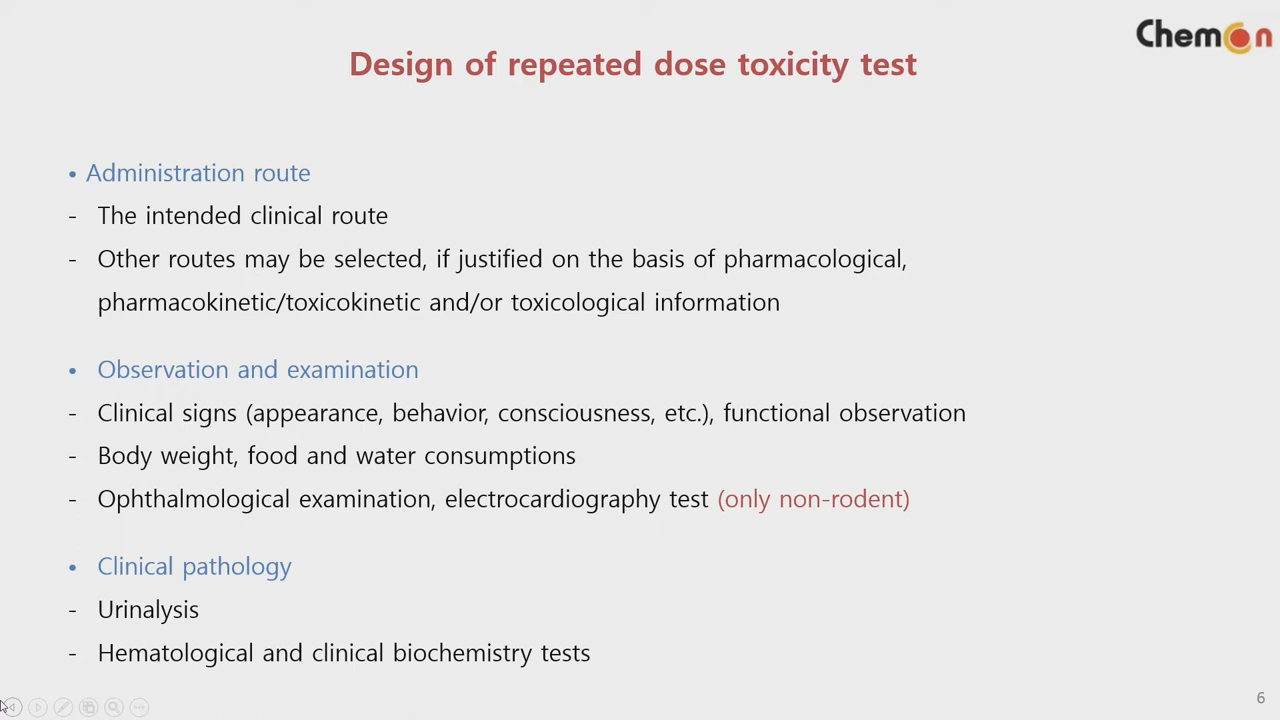 ChemOn
Design of repeated dose toxicity test
• Administration route
- The intended clinical route
- Other routes may be selected, if justified on the basis of pharmacological,
pharmacokinetic/toxicokinetic and/or toxicological information
• Observation and examination
- Clinical signs (appearance, behavior, consciousness, etc.), functional observation
- Body weight, food and water consumptions
- Ophthalmological examination, electrocardiography test (only non-rodent)
• Clinical pathology
- Urinalysis
- Hematological and clinical biochemistry tests
6